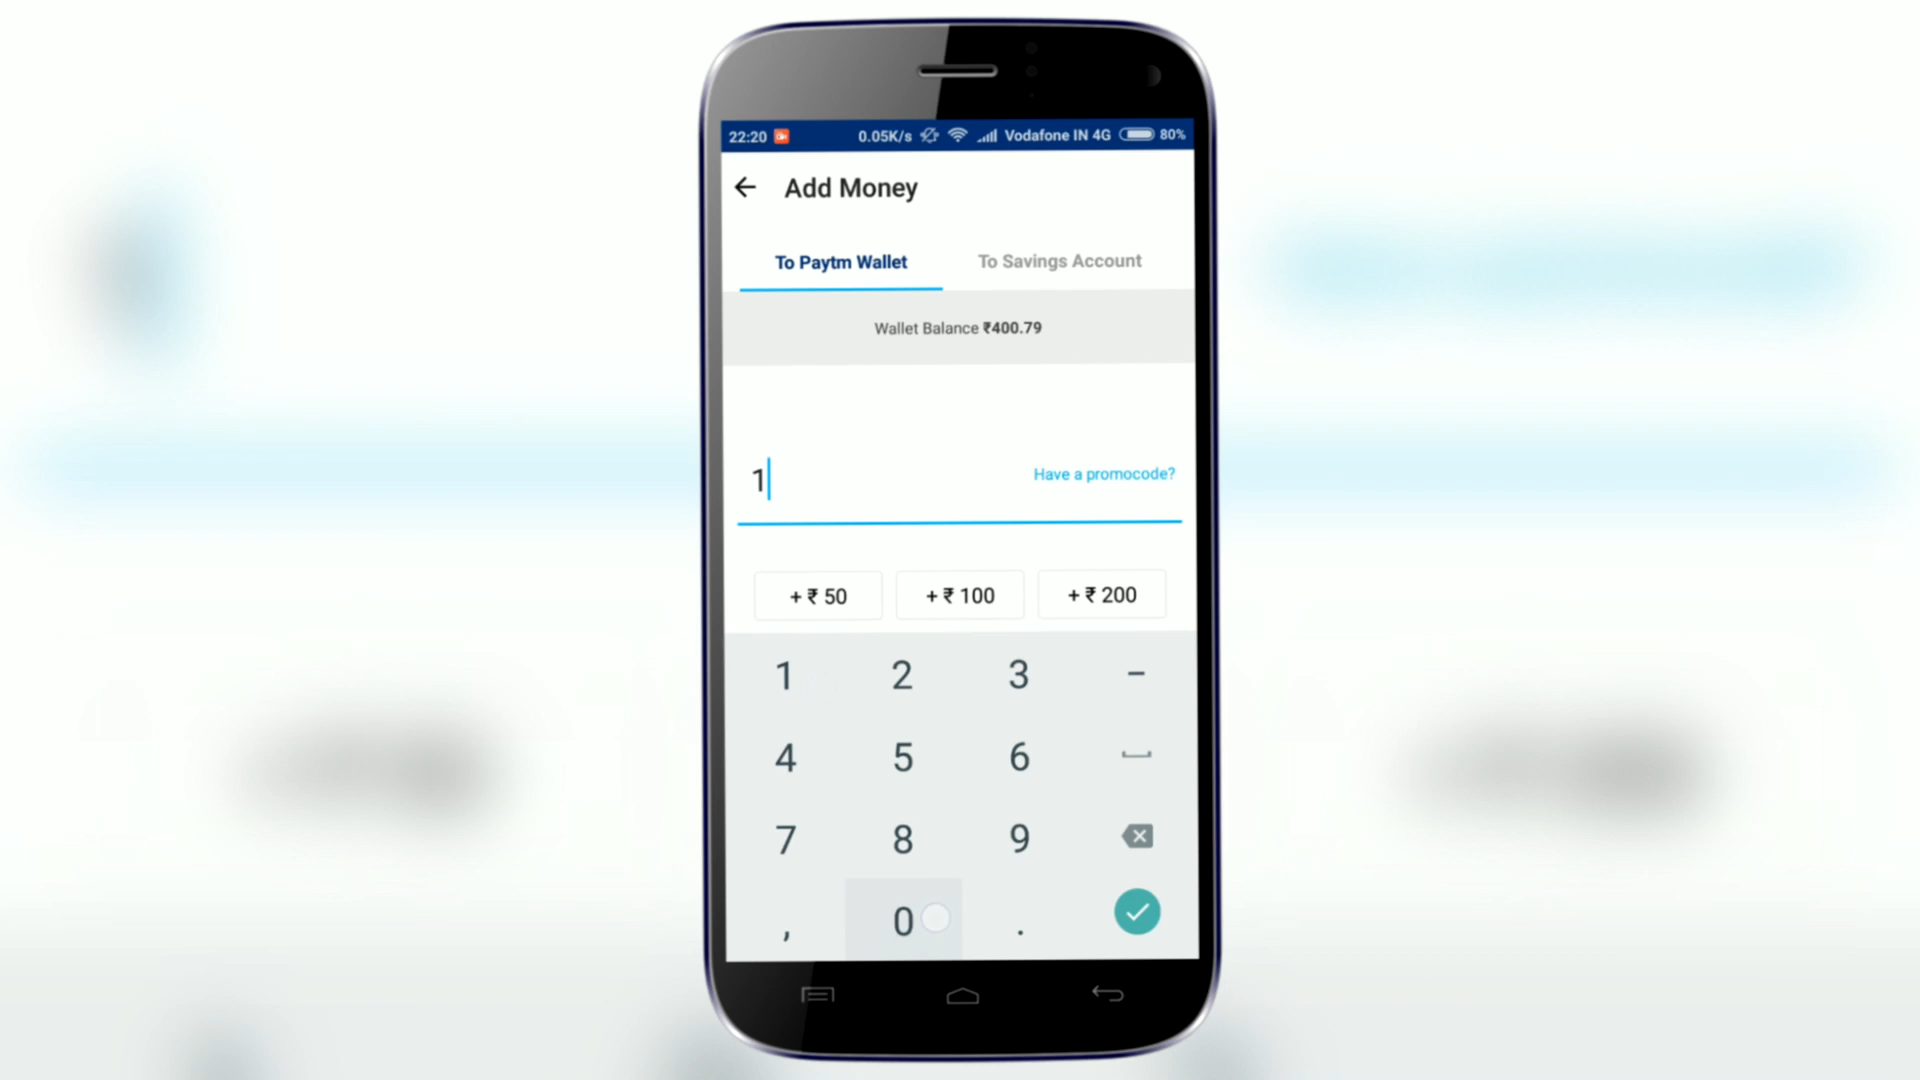 22:20 0.05K/s Vodafone IN 4G 80%
Add Money
To Paytm Wallet To Savings Account
Wallet Balance ₹400.79
1 Have a promocode?
+ ₹ 50 + ₹ 100 + ₹ 200
1 2 3 -
4 5 6
7 8 9
, 0 .